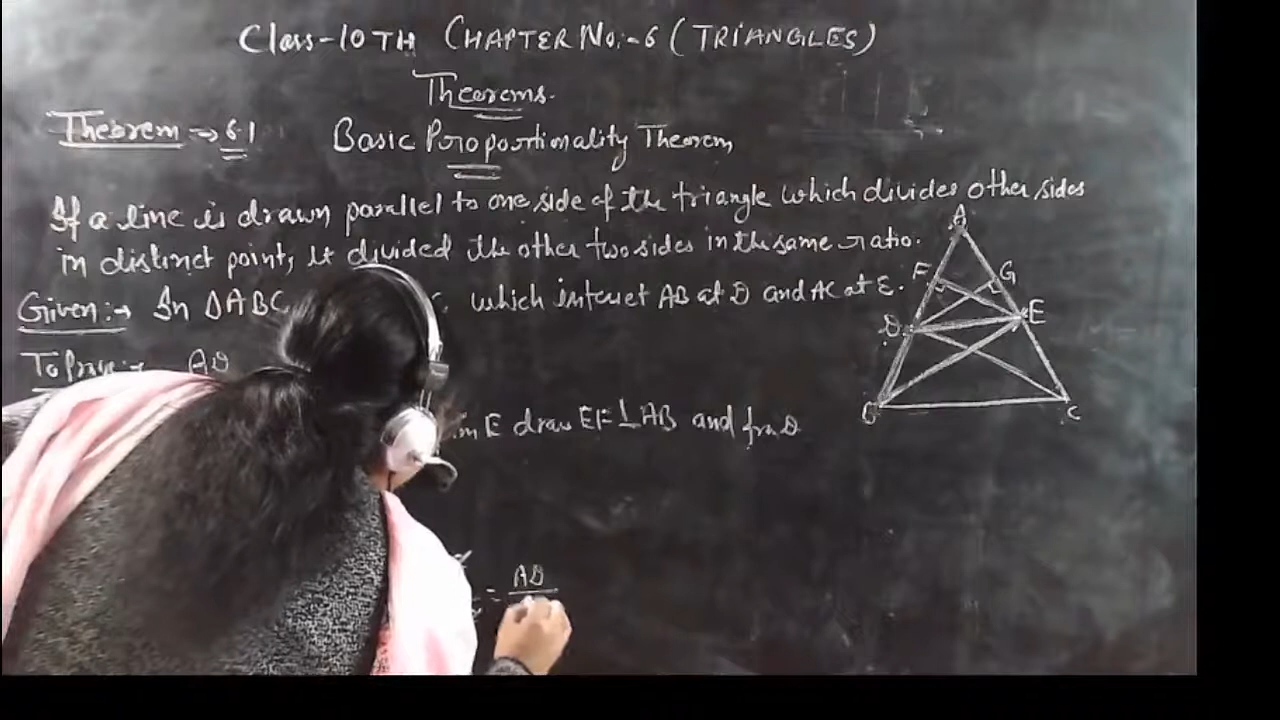 Class-10TH CHAPTER No:-6 (TRIANGLES)
Theorems.
Theorem → 6.1 Basic Proportionality Theorem,
If a line is drawn parallel to one side of the triangle which divides other sides
in distinct point, it divided the other two sides in the same ratio.
Given:→ In ΔABC which interset AB at D and AC at E.
To Prove:→ AD
E draw EF⊥AB and from D
= AD
A
F
G
D
E
B
C